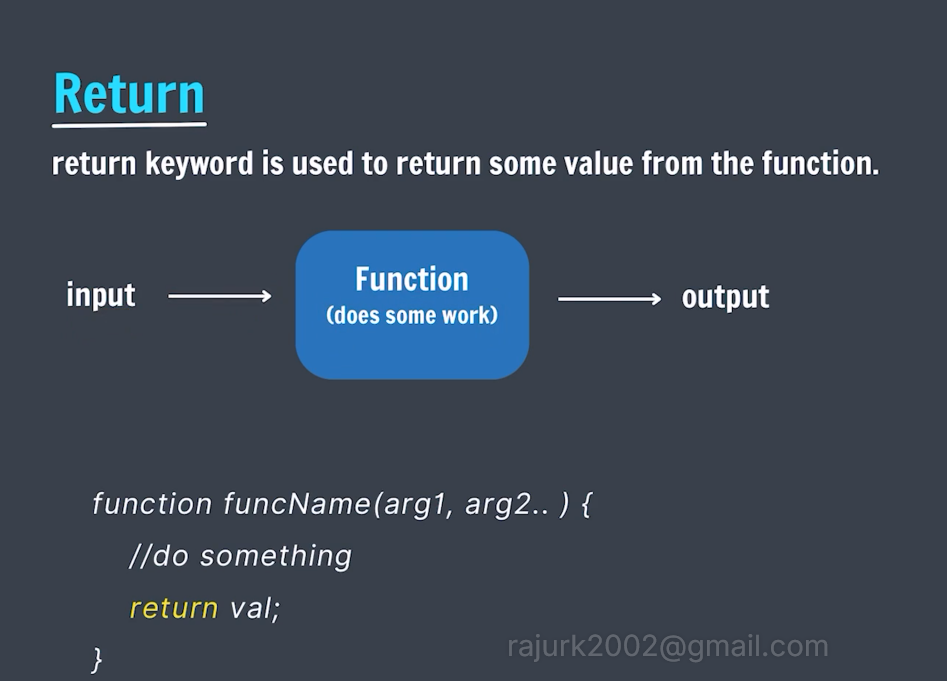 Return
return keyword is used to return some value from the function.
input
Function
(does some work)
output
function funcName(arg1, arg2.. ) {
//do something
return val;
}
rajurk2002@gmail.com